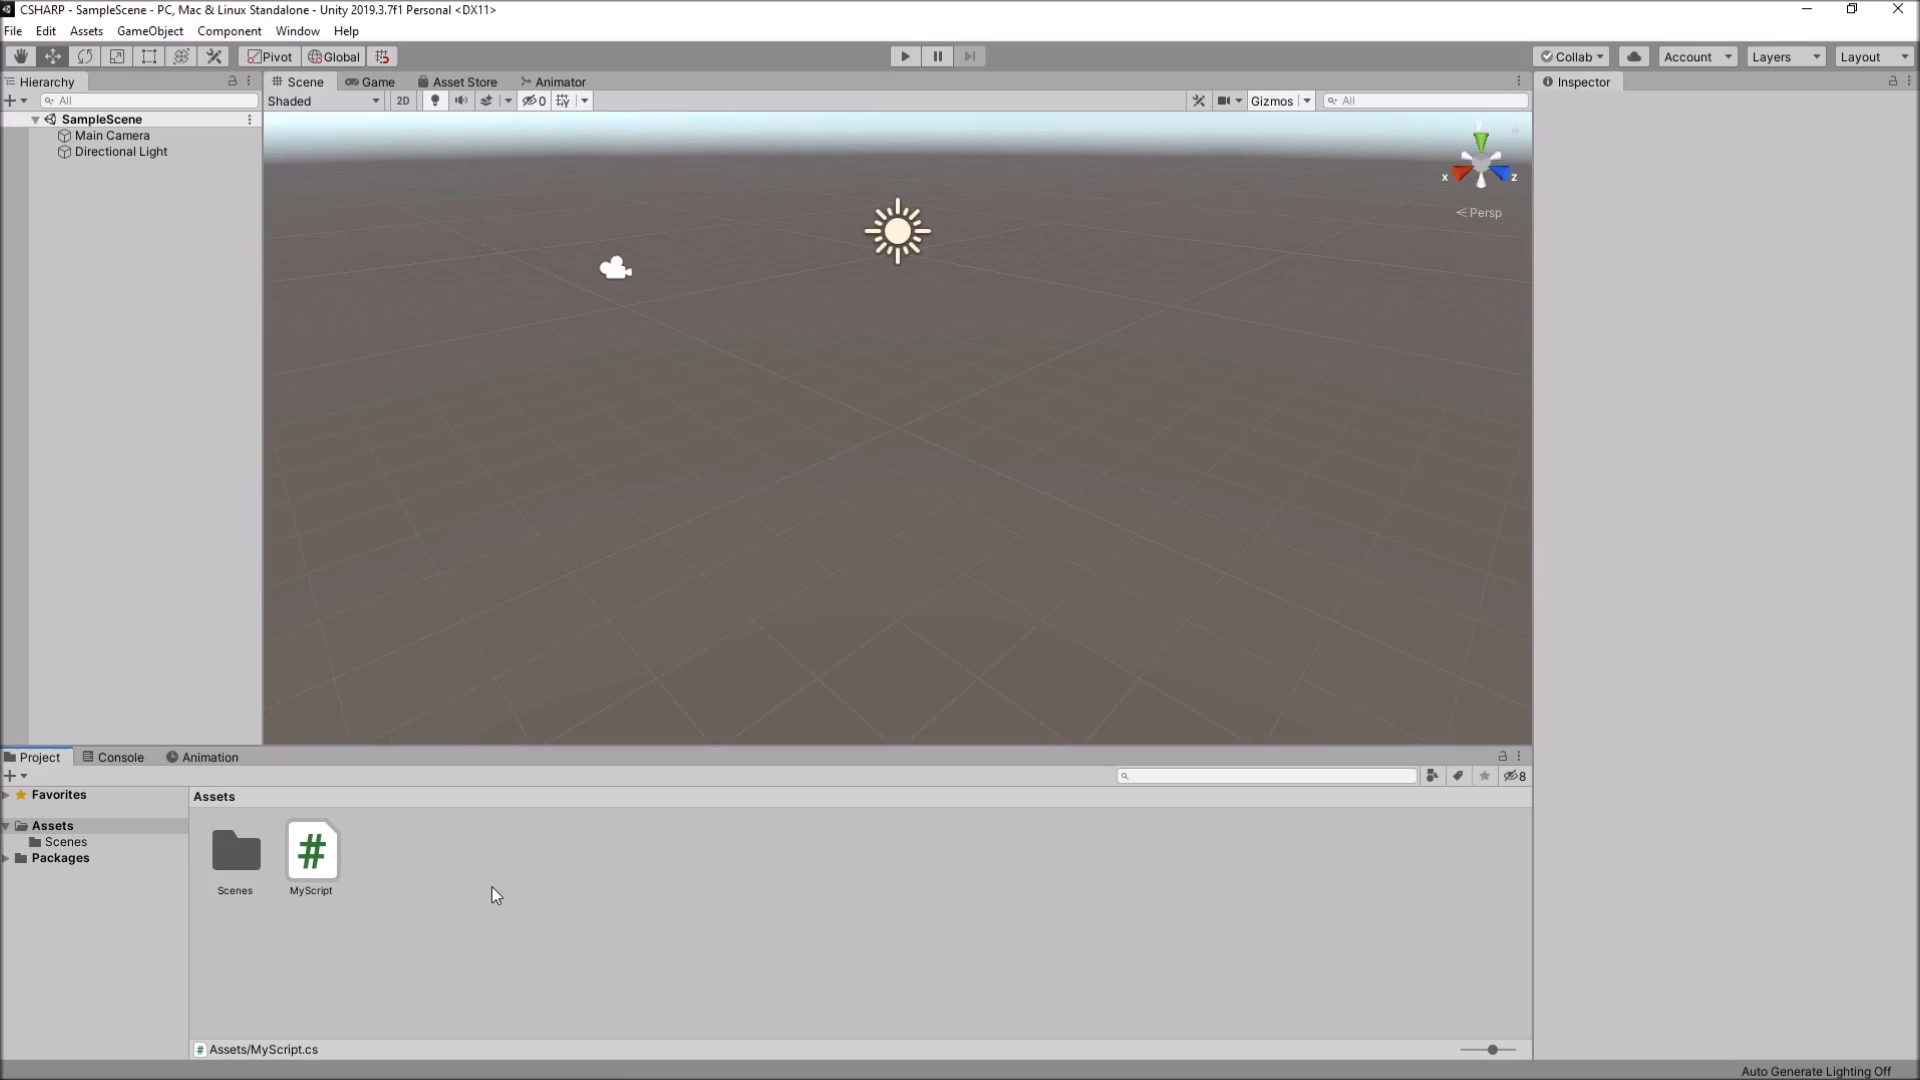 CSHARP - SampleScene - PC, Mac & Linux Standalone - Unity 2019.3.7f1 Personal <DX11>
File Edit Assets GameObject Component Window Help
Pivot Global Collab Account Layers Layout
Hierarchy Scene Game Asset Store Animator Inspector
All Shaded 2D 0 Gizmos All
SampleScene
Main Camera
Directional Light
y
x z
Persp
Project Console Animation
8
Favorites Assets
Assets
Scenes
Packages
Scenes MyScript
Assets/MyScript.cs
Auto Generate Lighting Off